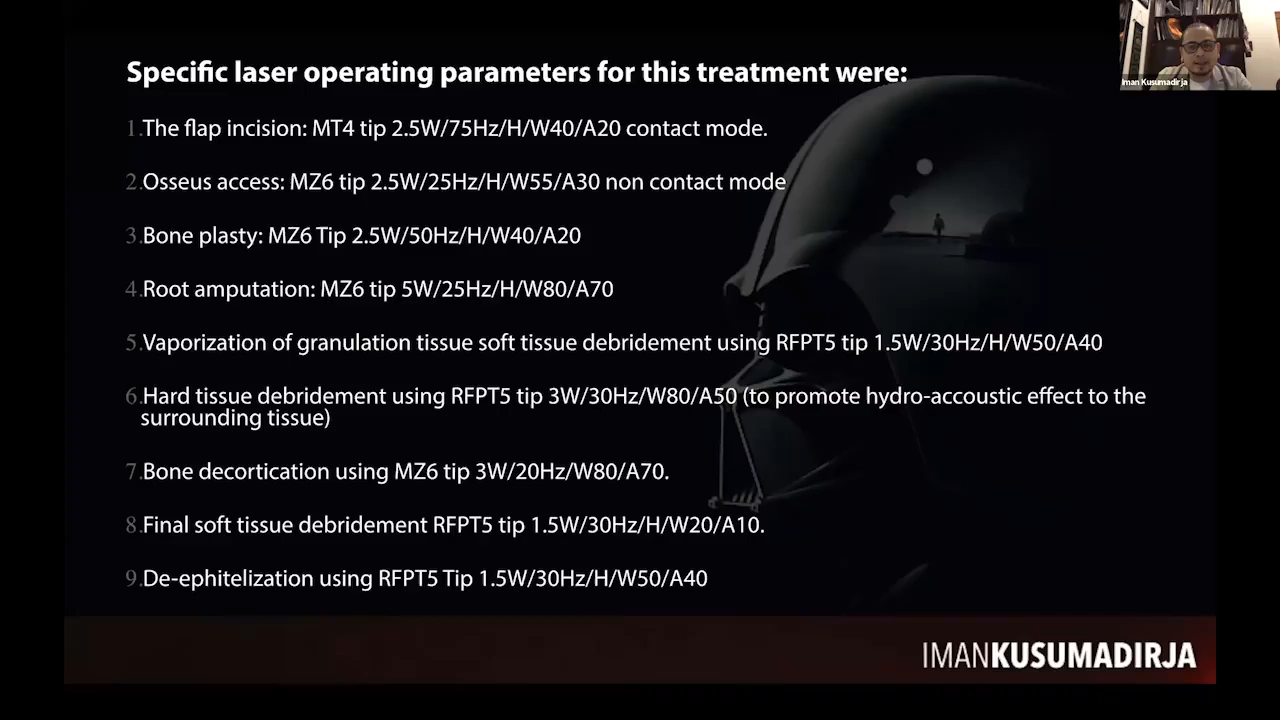 Specific laser operating parameters for this treatment were:
Iman Kusumadirja
1.The flap incision: MT4 tip 2.5W/75Hz/H/W40/A20 contact mode.
2.Osseus access: MZ6 tip 2.5W/25Hz/H/W55/A30 non contact mode
3.Bone plasty: MZ6 Tip 2.5W/50Hz/H/W40/A20
4.Root amputation: MZ6 tip 5W/25Hz/H/W80/A70
5.Vaporization of granulation tissue soft tissue debridement using RFPT5 tip 1.5W/30Hz/H/W50/A40
6.Hard tissue debridement using RFPT5 tip 3W/30Hz/W80/A50 (to promote hydro-accoustic effect to the
surrounding tissue)
7.Bone decortication using MZ6 tip 3W/20Hz/W80/A70.
8.Final soft tissue debridement RFPT5 tip 1.5W/30Hz/H/W20/A10.
9.De-ephitelization using RFPT5 Tip 1.5W/30Hz/H/W50/A40
IMANKUSUMADIRJA